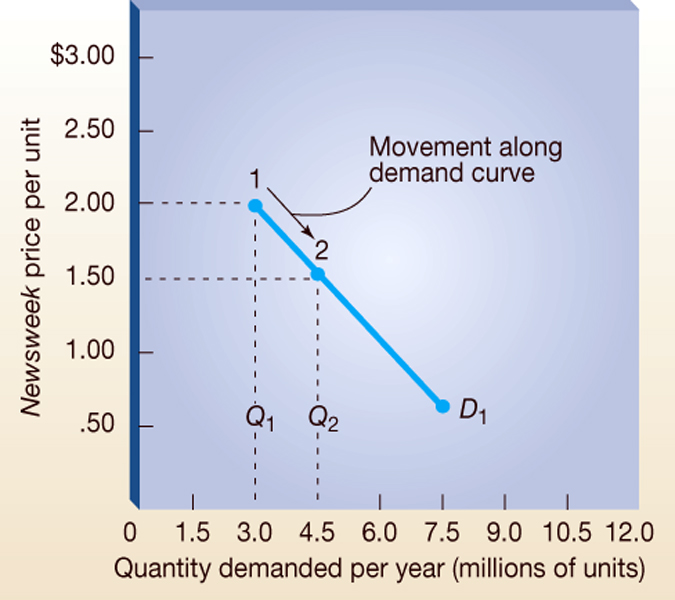 $3.00
2.50
2.00
1.50
1.00
.50
Newsweek price per unit
Movement along
demand curve
1
2
Q1
Q2
D1
0 1.5 3.0 4.5 6.0 7.5 9.0 10.5 12.0
Quantity demanded per year (millions of units)